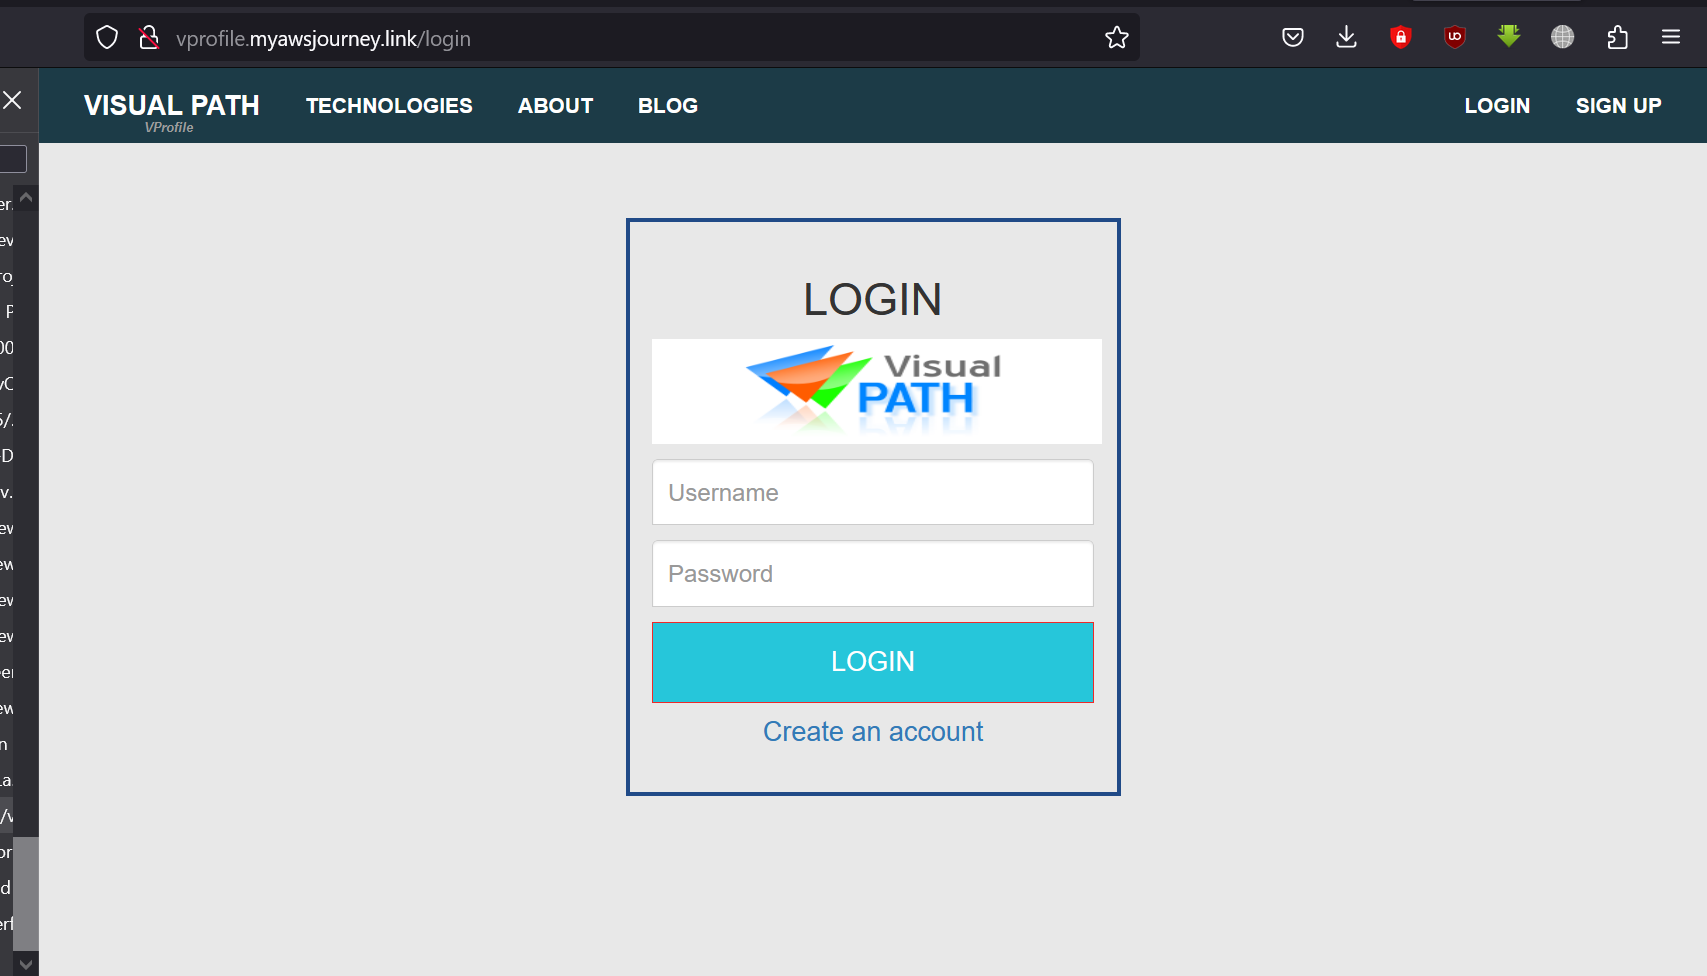 vprofile.myawsjourney.link/login
VISUAL PATH TECHNOLOGIES ABOUT BLOG LOGIN SIGN UP
VProfile
LOGIN
Visual
PATH
Username
Password
LOGIN
Create an account